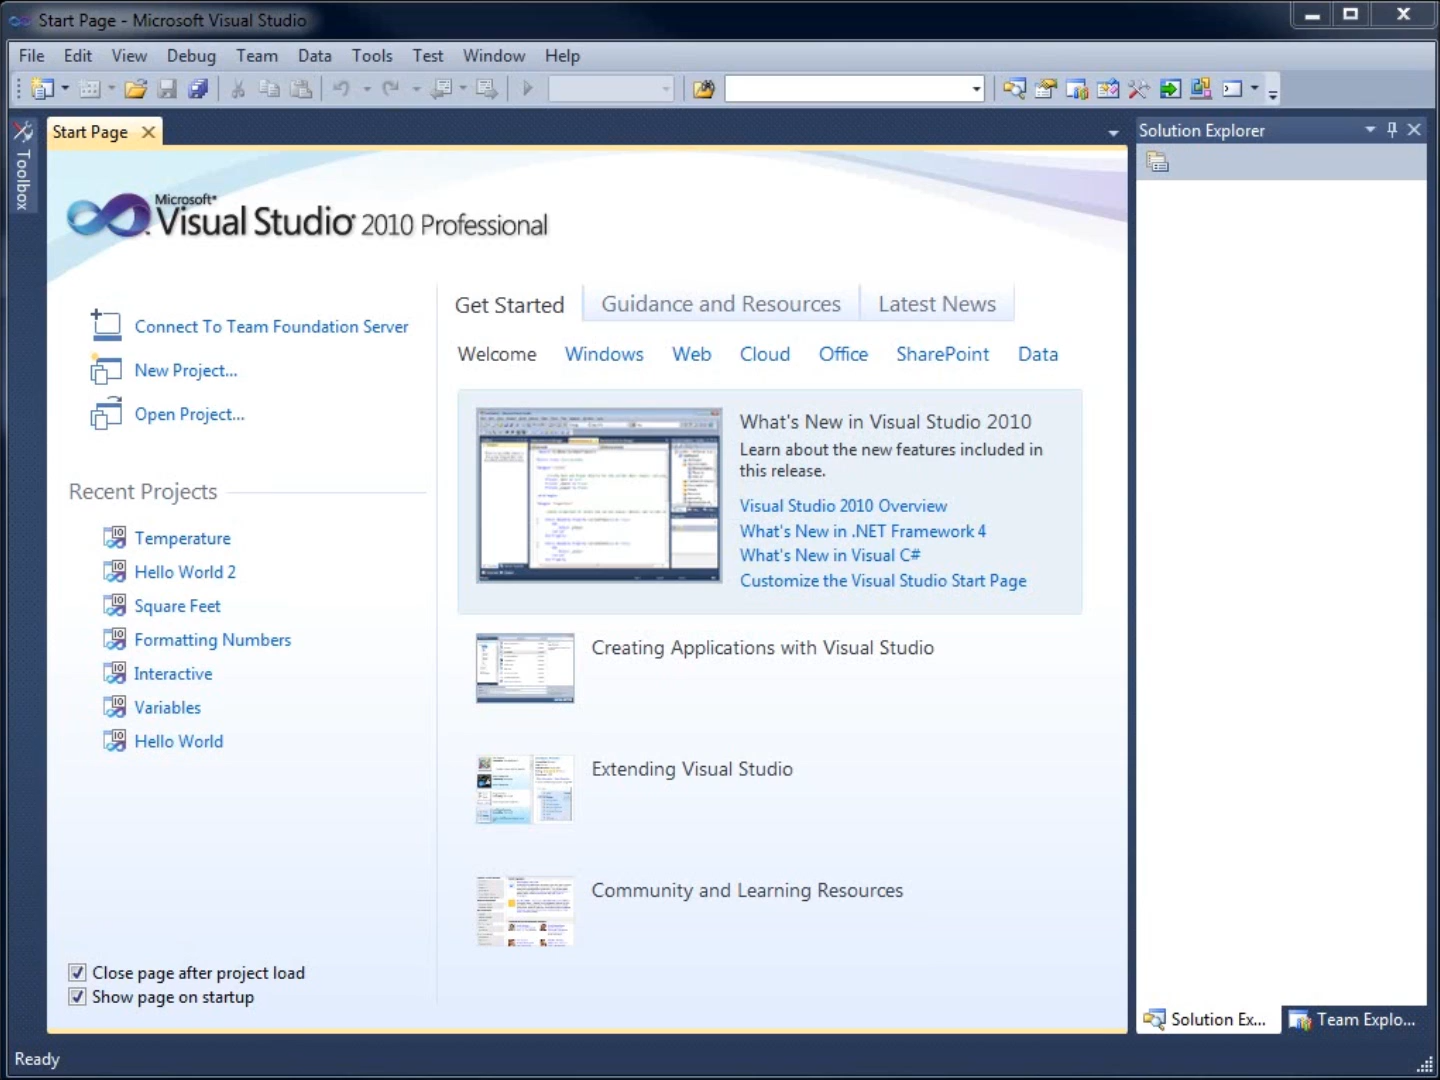 Start Page - Microsoft Visual Studio
File Edit View Debug Team Data Tools Test Window Help
Toolbox
Start Page
Solution Explorer
Microsoft
Visual Studio 2010 Professional
Connect To Team Foundation Server
New Project...
Open Project...
Recent Projects
Temperature
Hello World 2
Square Feet
Formatting Numbers
Interactive
Variables
Hello World
Close page after project load
Show page on startup
Get Started Guidance and Resources Latest News
Welcome Windows Web Cloud Office SharePoint Data
What's New in Visual Studio 2010
Learn about the new features included in
this release.
Visual Studio 2010 Overview
What's New in .NET Framework 4
What's New in Visual C#
Customize the Visual Studio Start Page
Creating Applications with Visual Studio
Extending Visual Studio
Community and Learning Resources
Solution Ex... Team Explo...
Ready